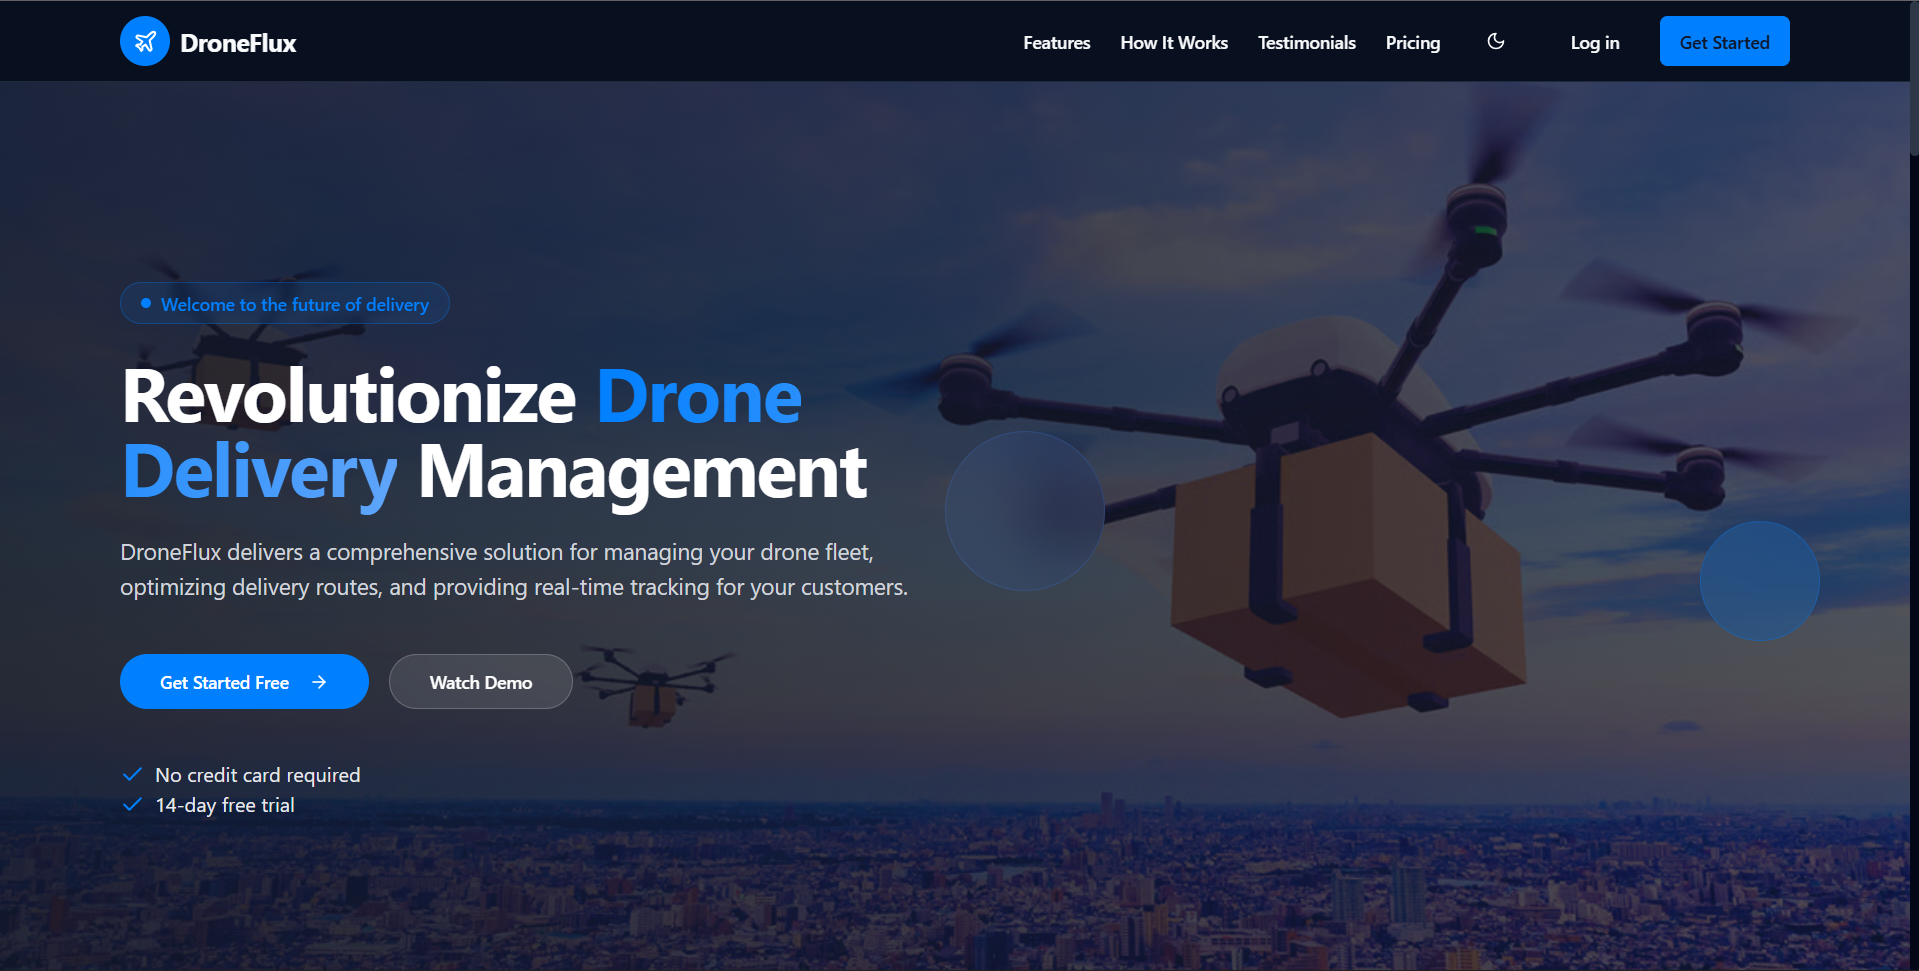 DroneFlux
Features
How It Works
Testimonials
Pricing
Log in
Get Started
Welcome to the future of delivery
Revolutionize Drone
Delivery Management
DroneFlux delivers a comprehensive solution for managing your drone fleet,
optimizing delivery routes, and providing real-time tracking for your customers.
Get Started Free
Watch Demo
No credit card required
14-day free trial